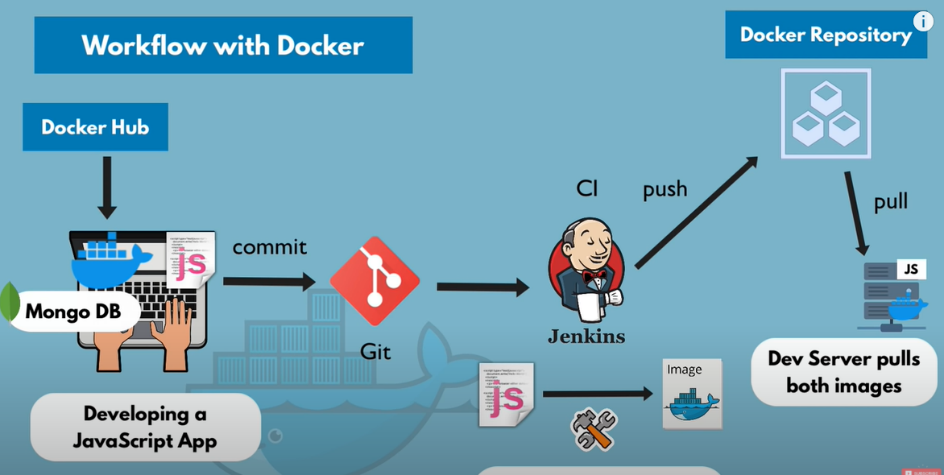 Workflow with Docker
Docker Repository
i
Docker Hub
CI
push
pull
commit
js
JS
Mongo DB
Git
Jenkins
Dev Server pulls
both images
js
Image
Developing a
JavaScript App